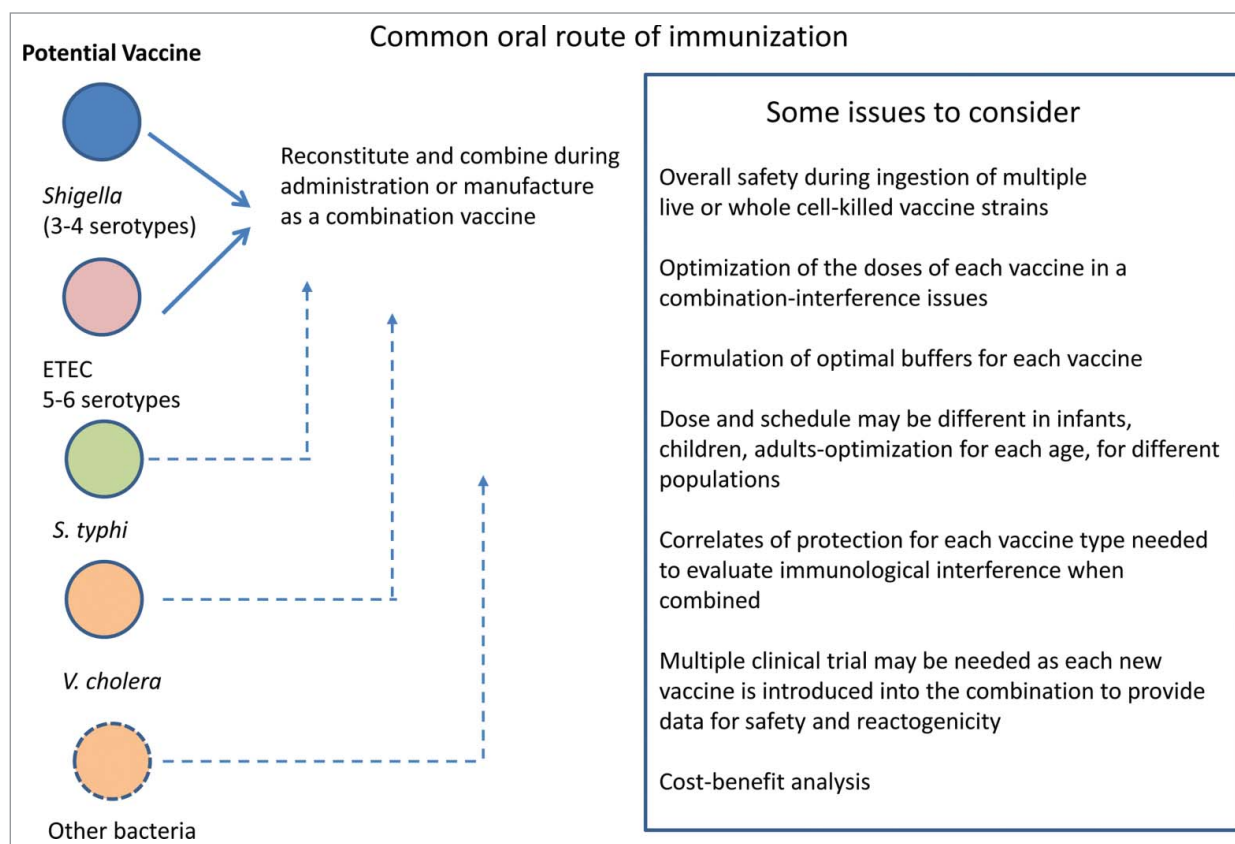 Common oral route of immunization
Potential Vaccine
Shigella
(3-4 serotypes)
ETEC
5-6 serotypes
S. typhi
V. cholera
Other bacteria
Reconstitute and combine during
administration or manufacture
as a combination vaccine
Some issues to consider
Overall safety during ingestion of multiple
live or whole cell-killed vaccine strains
Optimization of the doses of each vaccine in a
combination-interference issues
Formulation of optimal buffers for each vaccine
Dose and schedule may be different in infants,
children, adults-optimization for each age, for different
populations
Correlates of protection for each vaccine type needed
to evaluate immunological interference when
combined
Multiple clinical trial may be needed as each new
vaccine is introduced into the combination to provide
data for safety and reactogenicity
Cost-benefit analysis